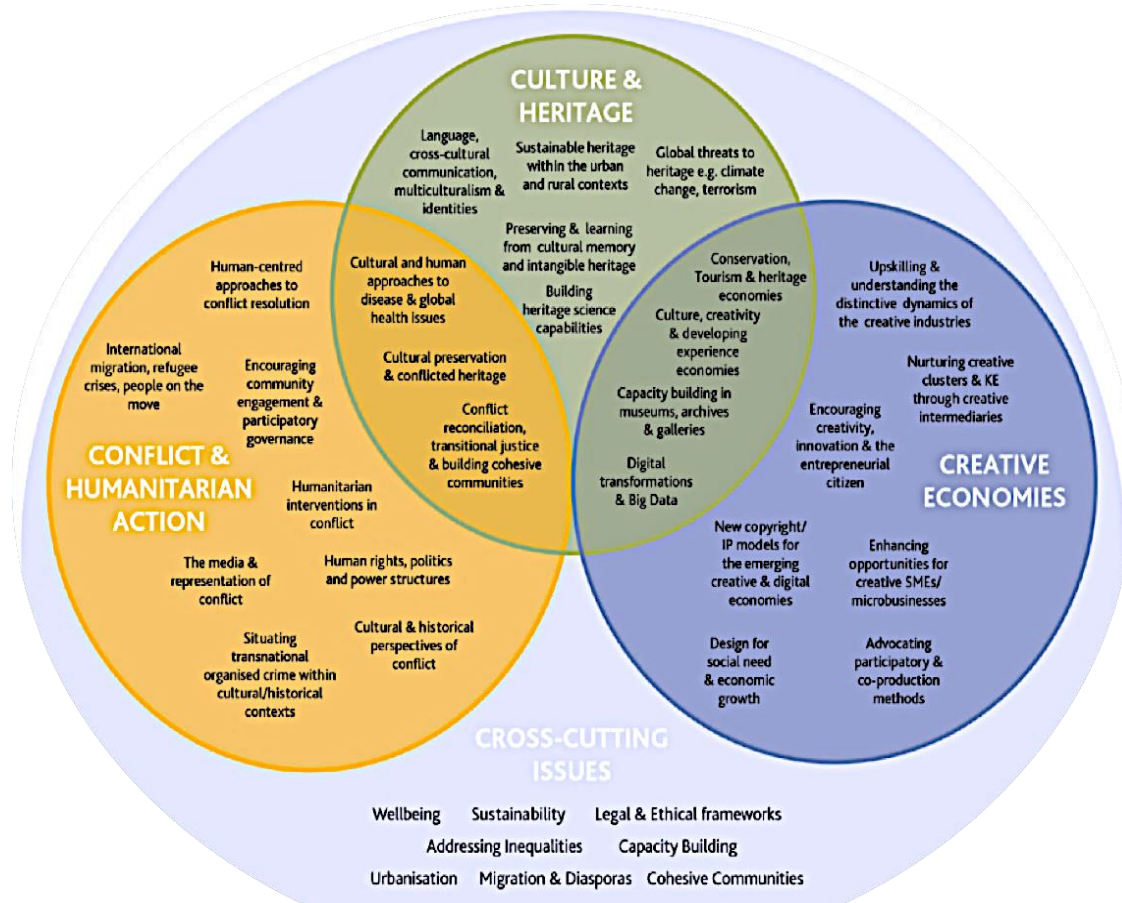 CULTURE &
HERITAGE
Language,
cross-cultural
communication,
multiculturalism &
identities
Sustainable heritage
within the urban
and rural contexts
Global threats to
heritage e.g. climate
change, terrorism
Preserving & learning
from cultural memory
and intangible heritage
Building
heritage science
capabilities
Human-centred
approaches to
conflict resolution
Cultural and human
approaches to
disease & global
health issues
Conservation,
Tourism & heritage
economies
Upskilling &
understanding the
distinctive dynamics of
the creative industries
Culture, creativity
& developing
experience
economies
International
migration, refugee
crises, people on the
move
Encouraging
community
engagement &
participatory
governance
Cultural preservation
& conflicted heritage
Capacity building in
museums, archives
& galleries
Nurturing creative
clusters & KE
through creative
intermediaries
Encouraging
creativity,
innovation & the
entrepreneurial
citizen
Conflict
reconciliation,
transitional justice
& building cohesive
communities
Digital
transformations
& Big Data
CONFLICT &
HUMANITARIAN
ACTION
CREATIVE
ECONOMIES
Humanitarian
interventions in
conflict
The media &
representation of
conflict
Human rights, politics
and power structures
New copyright/
IP models for
the emerging
creative & digital
economies
Enhancing
opportunities for
creative SMEs/
microbusinesses
Situating
transnational
organised crime within
cultural/historical
contexts
Cultural & historical
perspectives of
conflict
Design for
social need
& economic
growth
Advocating
participatory &
co-production
methods
CROSS-CUTTING
ISSUES
Wellbeing Sustainability Legal & Ethical frameworks
Addressing Inequalities Capacity Building
Urbanisation Migration & Diasporas Cohesive Communities